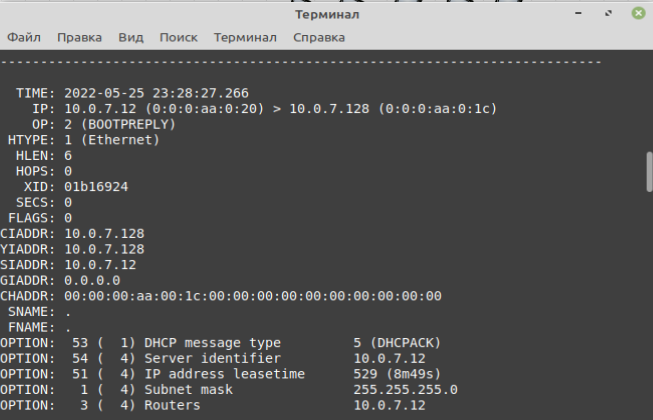 Терминал
Файл Правка Вид Поиск Терминал Справка
---------------------------------------------------------------------------
TIME: 2022-05-25 23:28:27.266
IP: 10.0.7.12 (0:0:0:aa:0:20) > 10.0.7.128 (0:0:0:aa:0:1c)
OP: 2 (BOOTPREPLY)
HTYPE: 1 (Ethernet)
HLEN: 6
HOPS: 0
XID: 01b16924
SECS: 0
FLAGS: 0
CIADDR: 10.0.7.128
YIADDR: 10.0.7.128
SIADDR: 10.0.7.12
GIADDR: 0.0.0.0
CHADDR: 00:00:00:aa:00:1c:00:00:00:00:00:00:00:00:00:00
SNAME: .
FNAME: .
OPTION: 53 ( 1) DHCP message type 5 (DHCPACK)
OPTION: 54 ( 4) Server identifier 10.0.7.12
OPTION: 51 ( 4) IP address leasetime 529 (8m49s)
OPTION: 1 ( 4) Subnet mask 255.255.255.0
OPTION: 3 ( 4) Routers 10.0.7.12